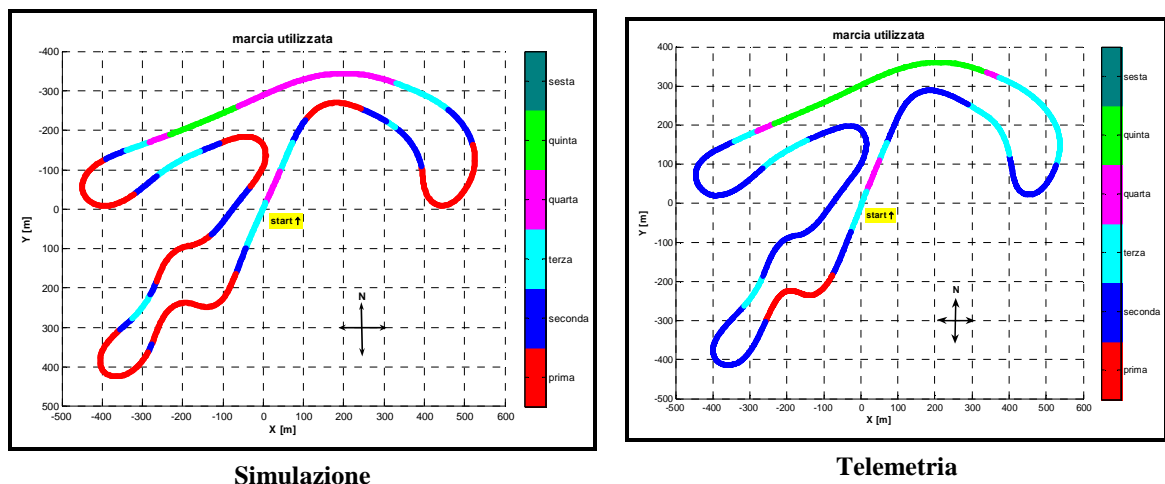 marcia utilizzata
-400
-300
-200
-100
0
100
200
300
400
500
-500 -400 -300 -200 -100 0 100 200 300 400 500 600
Y [m]
X [m]
start ↑
N
sesta
quinta
quarta
terza
seconda
prima
Simulazione
marcia utilizzata
400
300
200
100
0
-100
-200
-300
-400
-500
-500 -400 -300 -200 -100 0 100 200 300 400 500 600
Y [m]
X [m]
start ↑
N
sesta
quinta
quarta
terza
seconda
prima
Telemetria